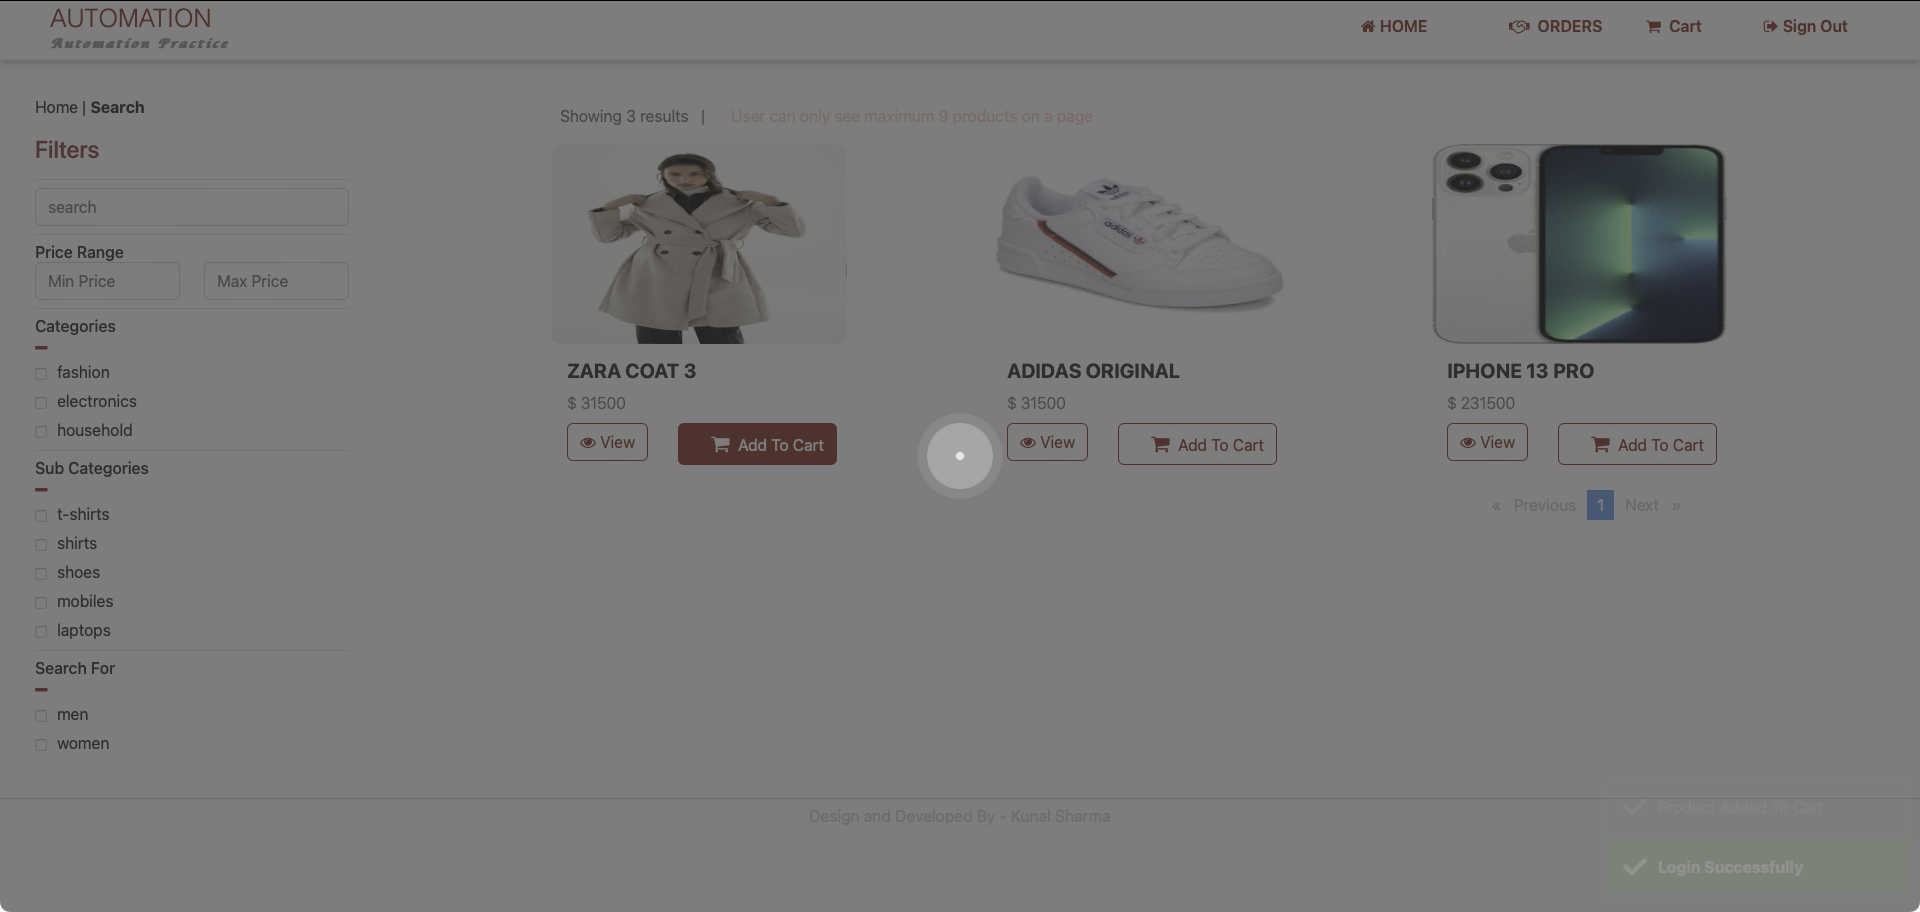 AUTOMATION
Automation Practice
HOME
ORDERS
Cart
Sign Out
Home | Search
Filters
search
Price Range
Min Price
Max Price
Categories
fashion
electronics
household
Sub Categories
t-shirts
shirts
shoes
mobiles
laptops
Search For
men
women
Showing 3 results |
User can only see maximum 9 products on a page
ZARA COAT 3
$ 31500
View
Add To Cart
adidas
ADIDAS ORIGINAL
$ 31500
View
Add To Cart
IPHONE 13 PRO
$ 231500
View
Add To Cart
« Previous 1 Next »
Design and Developed By - Kunal Sharma
Product Added To Cart
Login Successfully